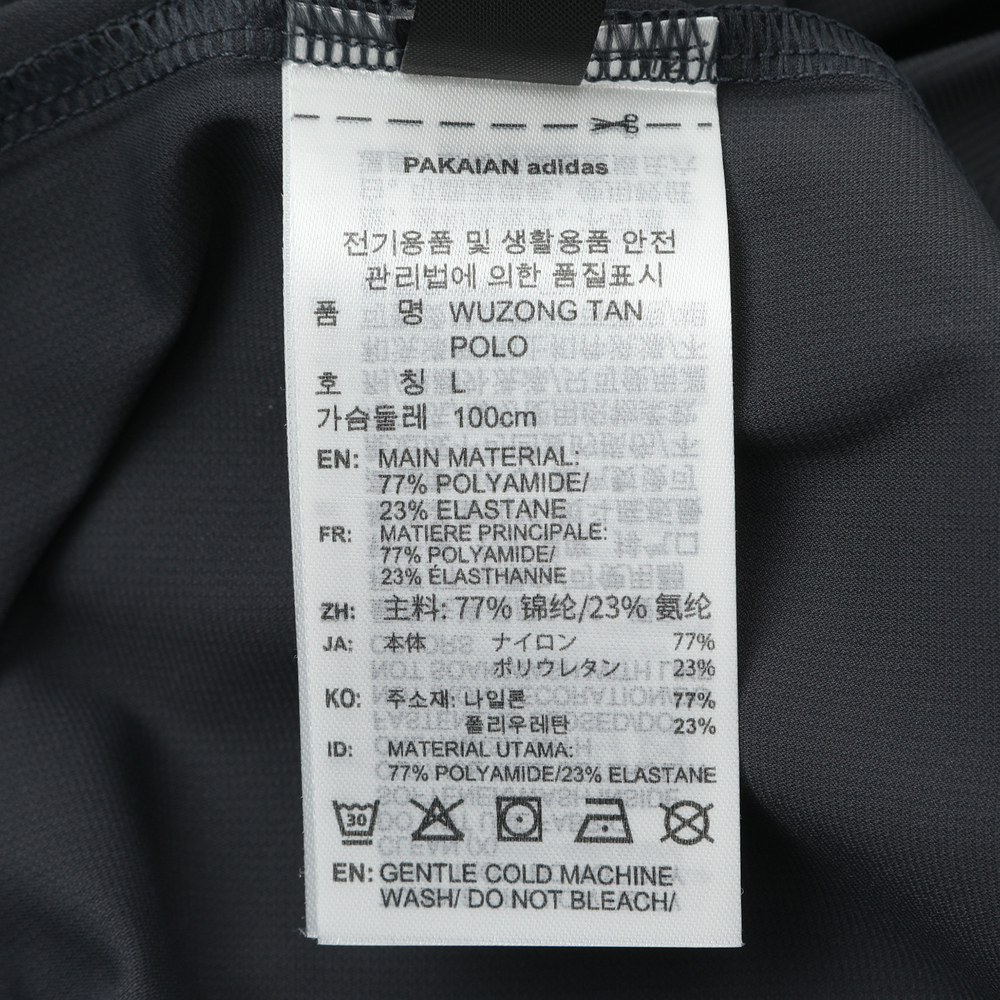 PAKAIAN adidas
전기용품 및 생활용품 안전
관리법에 의한 품질표시
품 명 WUZONG TAN
POLO
호 칭 L
가슴둘레 100cm
EN: MAIN MATERIAL:
77% POLYAMIDE/
23% ELASTANE
FR: MATIERE PRINCIPALE:
77% POLYAMIDE/
23% ÉLASTHANNE
ZH: 主料: 77% 锦纶/23% 氨纶
JA: 本体 ナイロン 77%
ポリウレタン 23%
KO: 주소재: 나일론 77%
폴리우레탄 23%
ID: MATERIAL UTAMA:
77% POLYAMIDE/23% ELASTANE
30
EN: GENTLE COLD MACHINE
WASH/ DO NOT BLEACH/